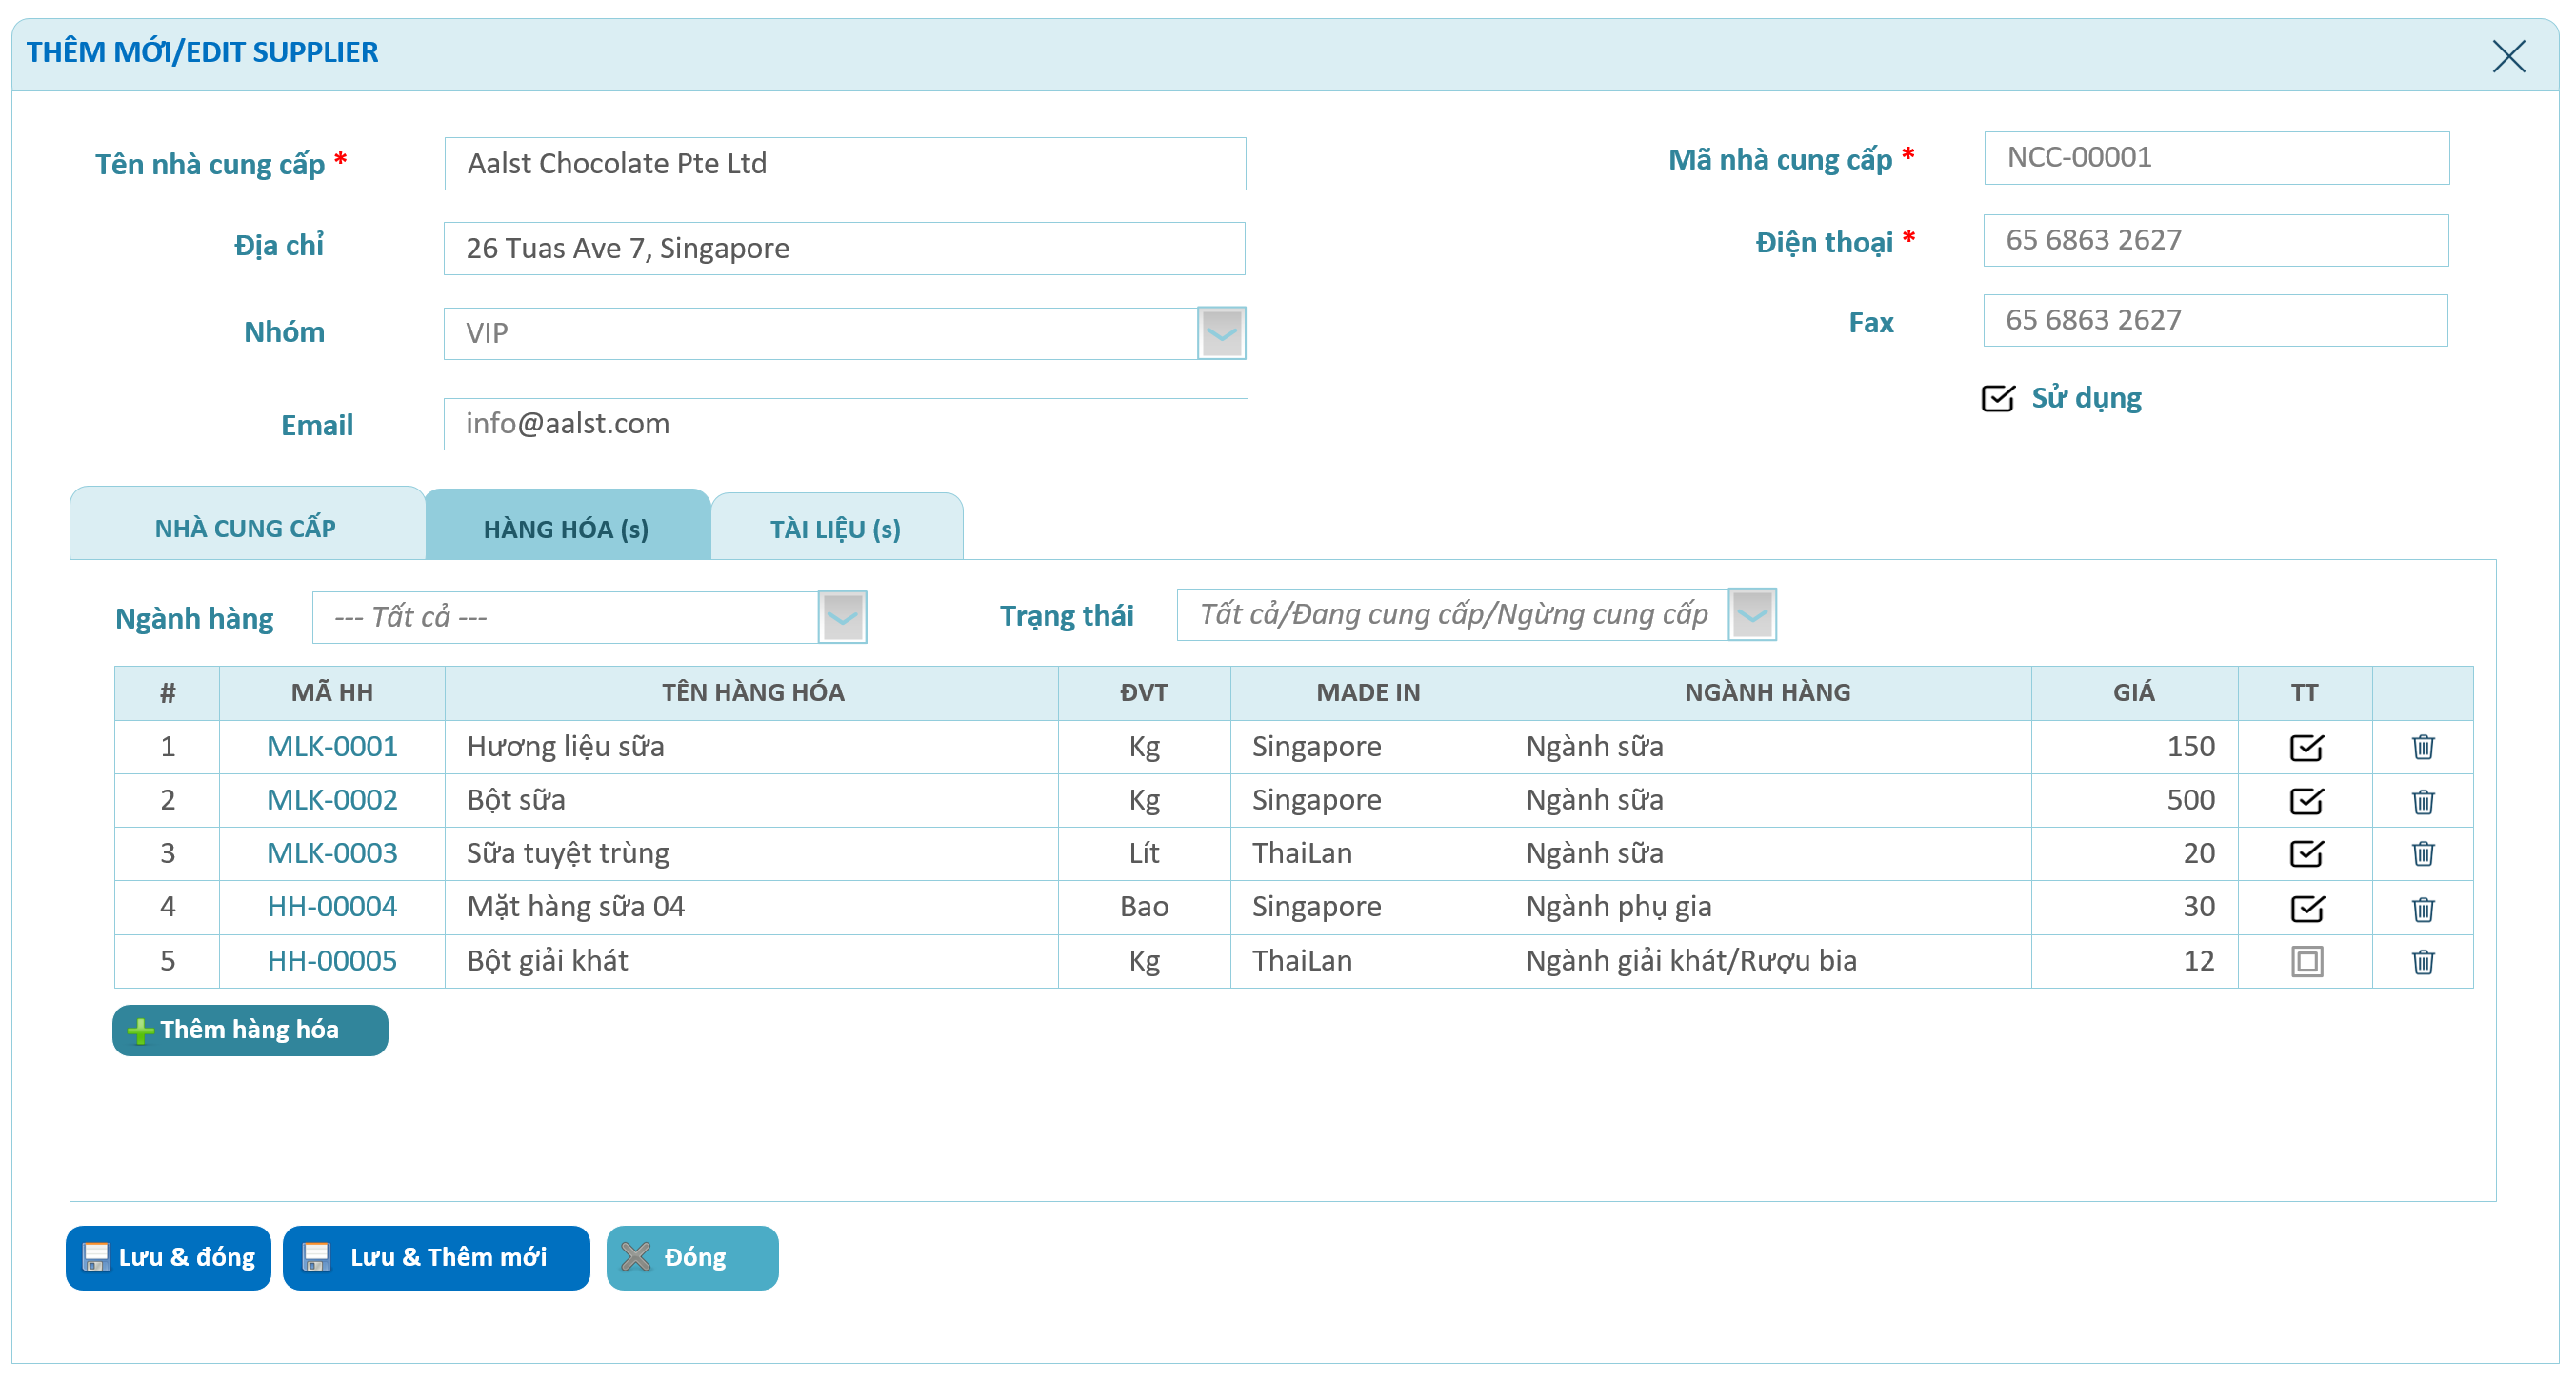 THÊM MỚI/EDIT SUPPLIER
Tên nhà cung cấp * Aalst Chocolate Pte Ltd Mã nhà cung cấp * NCC-00001
Địa chỉ 26 Tuas Ave 7, Singapore Điện thoại * 65 6863 2627
Nhóm VIP Fax 65 6863 2627
Sử dụng
Email info@aalst.com
NHÀ CUNG CẤP HÀNG HÓA (s) TÀI LIỆU (s)
Ngành hàng --- Tất cả --- Trạng thái Tất cả/Đang cung cấp/Ngừng cung cấp
# MÃ HH TÊN HÀNG HÓA ĐVT MADE IN NGÀNH HÀNG GIÁ TT
1 MLK-0001 Hương liệu sữa Kg Singapore Ngành sữa 150
2 MLK-0002 Bột sữa Kg Singapore Ngành sữa 500
3 MLK-0003 Sữa tuyệt trùng Lít ThaiLan Ngành sữa 20
4 HH-00004 Mặt hàng sữa 04 Bao Singapore Ngành phụ gia 30
5 HH-00005 Bột giải khát Kg ThaiLan Ngành giải khát/Rượu bia 12
Thêm hàng hóa
Lưu & đóng Lưu & Thêm mới Đóng